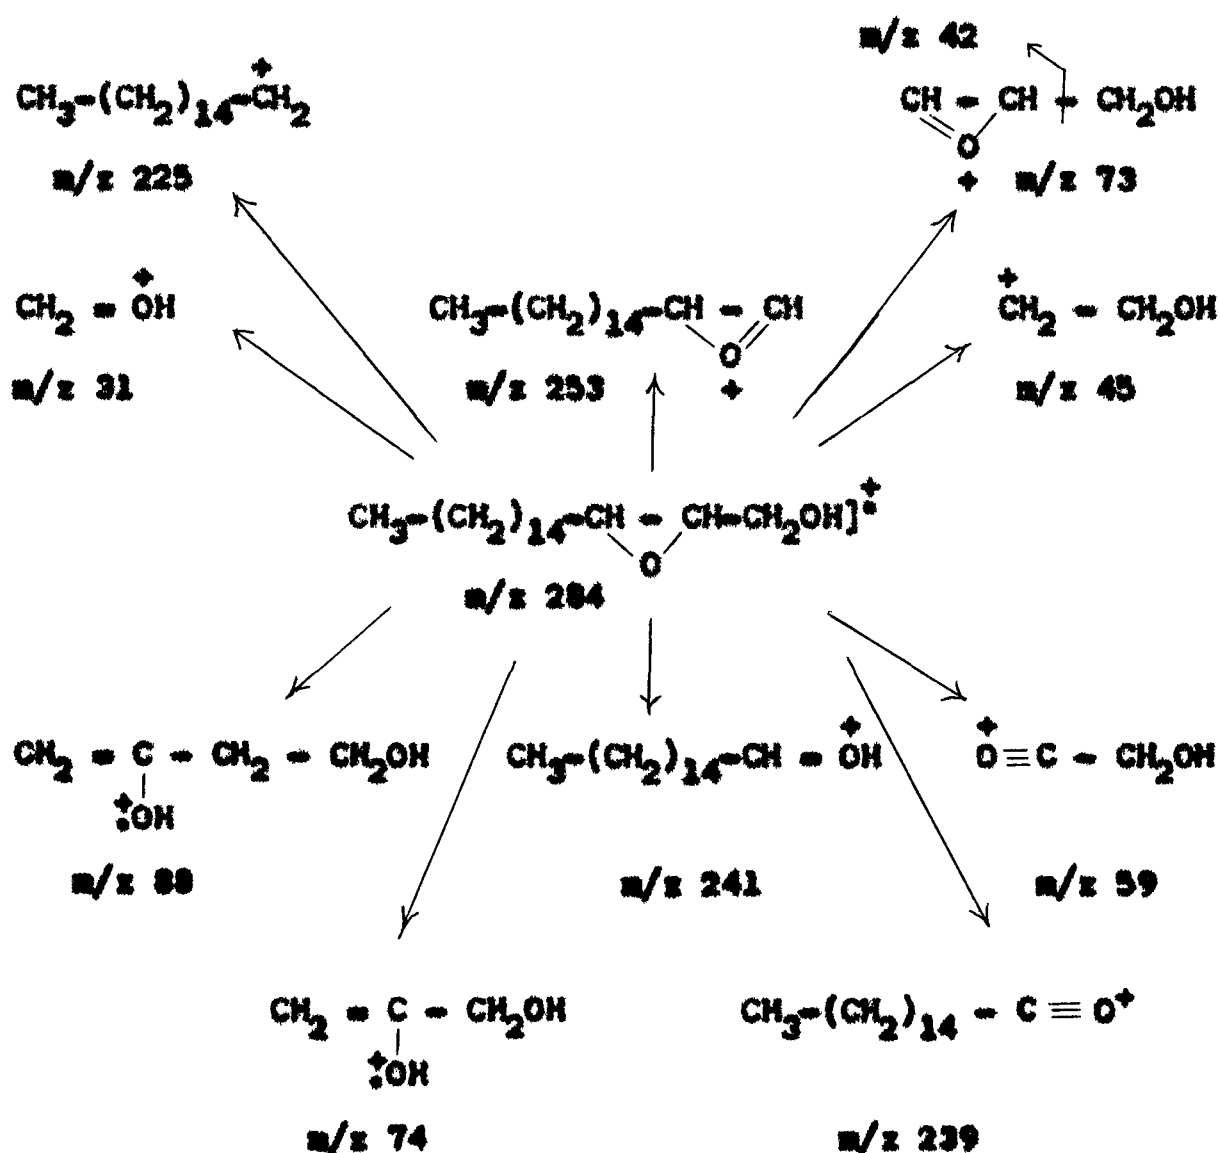 m/z 42
CH3-(CH2)14-CH2
+
m/z 225
CH - CH - CH2OH
O
+
m/z 73
CH2 = OH
+
m/z 31
CH3-(CH2)14-CH - CH
O
+
m/z 253
+
CH2 - CH2OH
m/z 45
CH3-(CH2)14-CH - CH-CH2OH]+•
O
m/z 284
CH2 = C - CH2 - CH2OH
+•OH
m/z 88
CH3-(CH2)14-CH = OH
+
m/z 241
+
O≡C - CH2OH
m/z 59
CH2 = C - CH2OH
+•OH
m/z 74
CH3-(CH2)14 - C ≡ O+
m/z 239